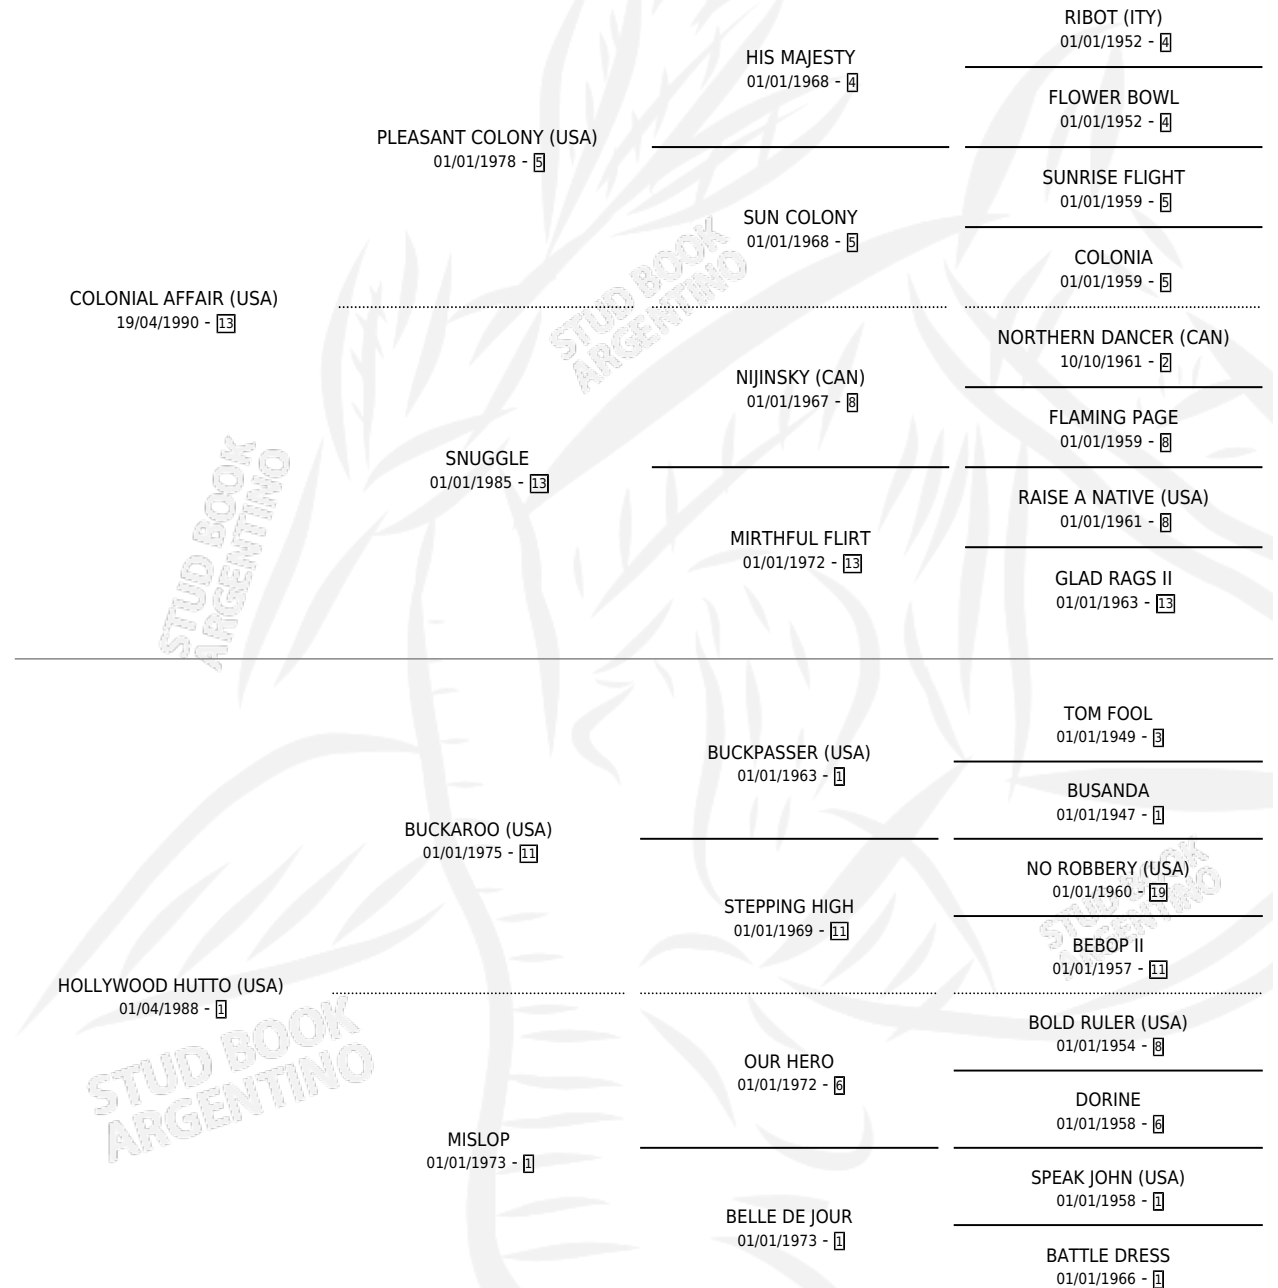 RIBOT (ITY)
01/01/1952 - 4
HIS MAJESTY
01/01/1968 - 4
FLOWER BOWL
01/01/1952 - 4
PLEASANT COLONY (USA)
01/01/1978 - 5
SUNRISE FLIGHT
01/01/1959 - 5
SUN COLONY
01/01/1968 - 5
COLONIA
01/01/1959 - 5
COLONIAL AFFAIR (USA)
19/04/1990 - 13
STUD BOOK
ARGENTINO
NORTHERN DANCER (CAN)
10/10/1961 - 2
NIJINSKY (CAN)
01/01/1967 - 8
FLAMING PAGE
01/01/1959 - 8
SNUGGLE
01/01/1985 - 13
RAISE A NATIVE (USA)
01/01/1961 - 8
MIRTHFUL FLIRT
01/01/1972 - 13
GLAD RAGS II
01/01/1963 - 13
STUD BOOK
ARGENTINO
TOM FOOL
01/01/1949 - 3
BUCKPASSER (USA)
01/01/1963 - 1
BUSANDA
01/01/1947 - 1
BUCKAROO (USA)
01/01/1975 - 11
NO ROBBERY (USA)
01/01/1960 - 19
STEPPING HIGH
01/01/1969 - 11
STUD BOOK
ARGENTINO
BEBOP II
01/01/1957 - 11
HOLLYWOOD HUTTO (USA)
01/04/1988 - 1
BOLD RULER (USA)
01/01/1954 - 8
OUR HERO
01/01/1972 - 6
STUD BOOK
ARGENTINO
DORINE
01/01/1958 - 6
MISLOP
01/01/1973 - 1
SPEAK JOHN (USA)
01/01/1958 - 1
BELLE DE JOUR
01/01/1973 - 1
BATTLE DRESS
01/01/1966 - 1